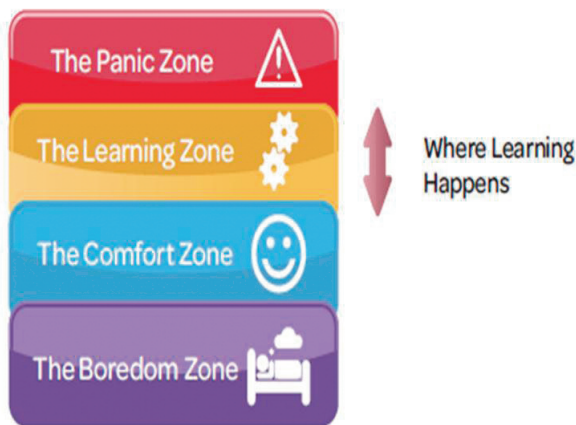 The Panic Zone
The Learning Zone
Where Learning
Happens
The Comfort Zone
The Boredom Zone